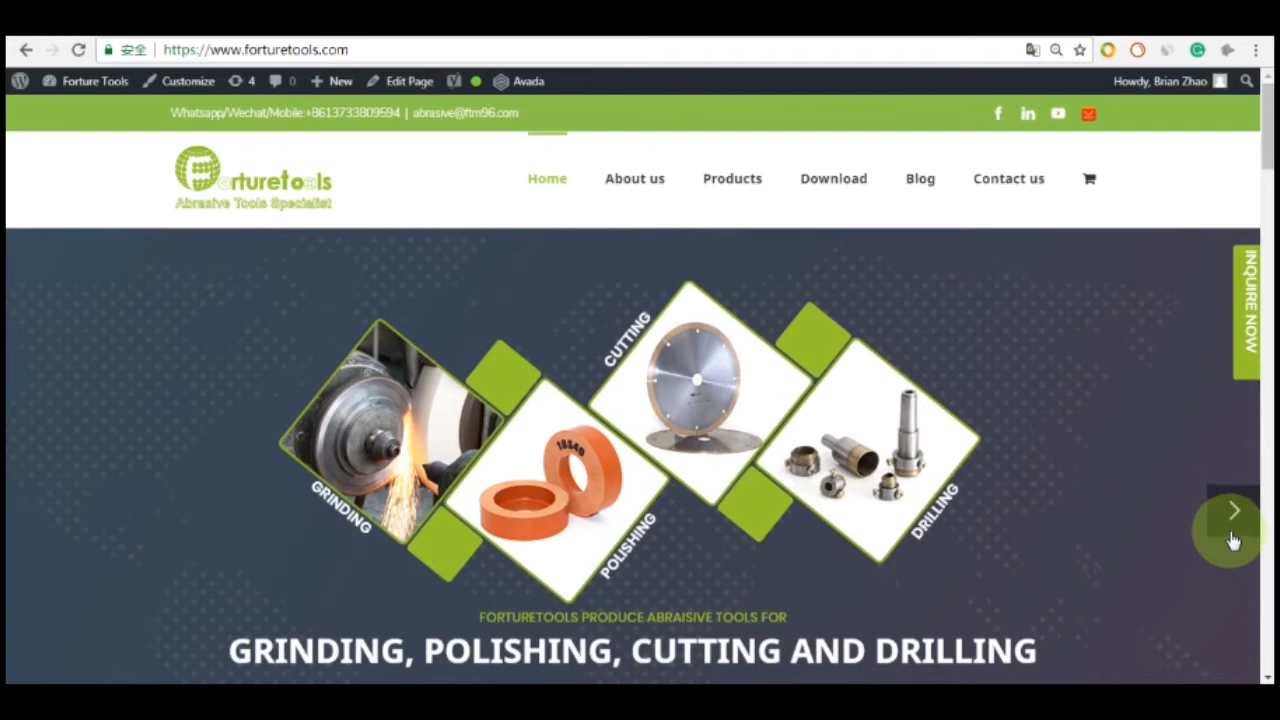 安全 https://www.forturetools.com
Forture Tools Customize 4 0 New Edit Page Avada Howdy, Brian Zhao
Whatsapp/Wechat/Mobile:+8613733809594 | abrasive@ftm96.com
Forturetools
Abrasive Tools Specialist
Home About us Products Download Blog Contact us
INQUIRE NOW
CUTTING
GRINDING
POLISHING
DRILLING
FORTURETOOLS PRODUCE ABRAISIVE TOOLS FOR
GRINDING, POLISHING, CUTTING AND DRILLING